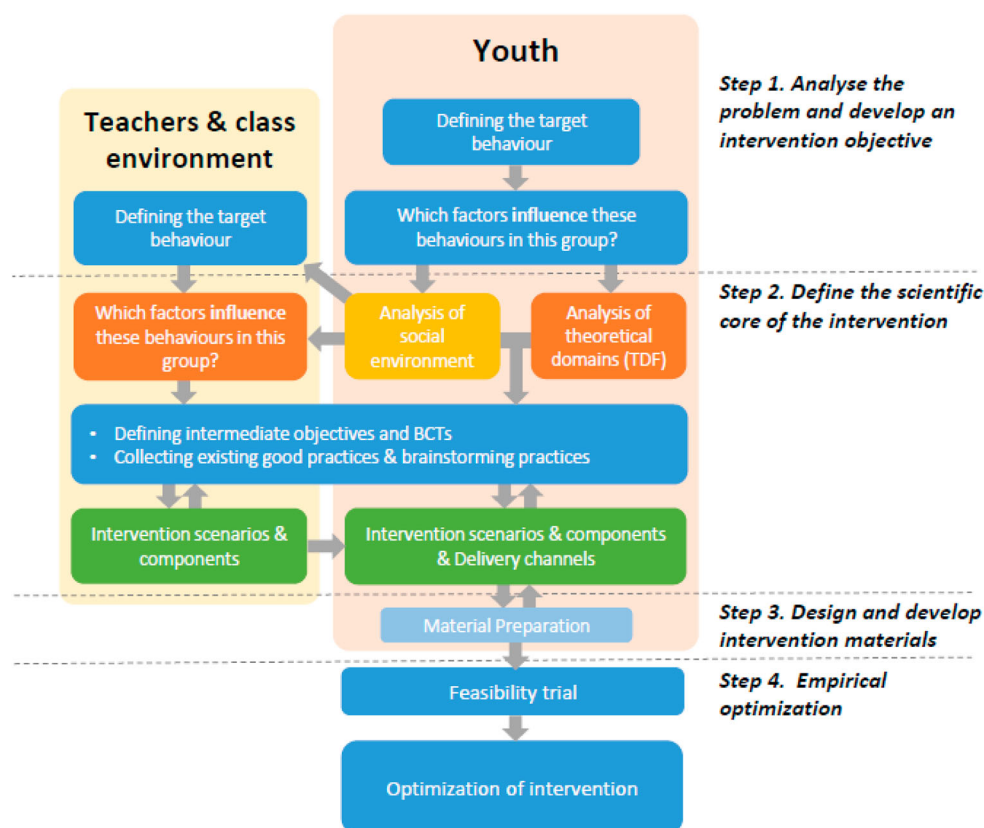 Youth
Teachers & class
environment
Step 1. Analyse the
problem and develop an
intervention objective
Defining the target
behaviour
Defining the target
behaviour
Which factors influence these
behaviours in this group?
Step 2. Define the scientific
core of the intervention
Which factors influence
these behaviours in this
group?
Analysis of
social
environment
Analysis of
theoretical
domains (TDF)
• Defining intermediate objectives and BCTs
• Collecting existing good practices & brainstorming practices
Intervention scenarios &
components
Intervention scenarios & components
& Delivery channels
Step 3. Design and develop
intervention materials
Material Preparation
Step 4. Empirical
optimization
Feasibility trial
Optimization of intervention